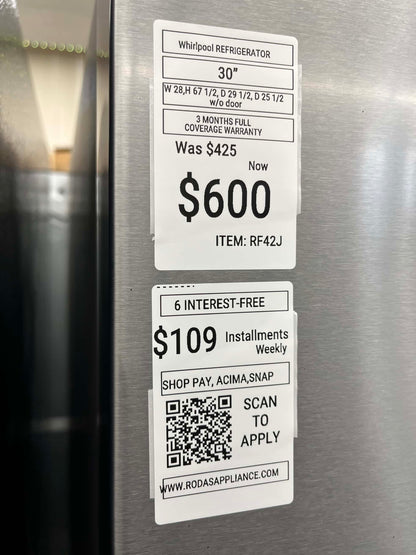 Whirlpool REFRIGERATOR
30”
W 28,H 67 1/2, D 29 1/2, D 25 1/2
w/o door
3 MONTHS FULL
COVERAGE WARRANTY
Was $425
Now
$600
ITEM: RF42J
6 INTEREST-FREE
$109 Installments
Weekly
SHOP PAY, ACIMA,SNAP
SCAN
TO
APPLY
WWW.RODASAPPLIANCE.COM